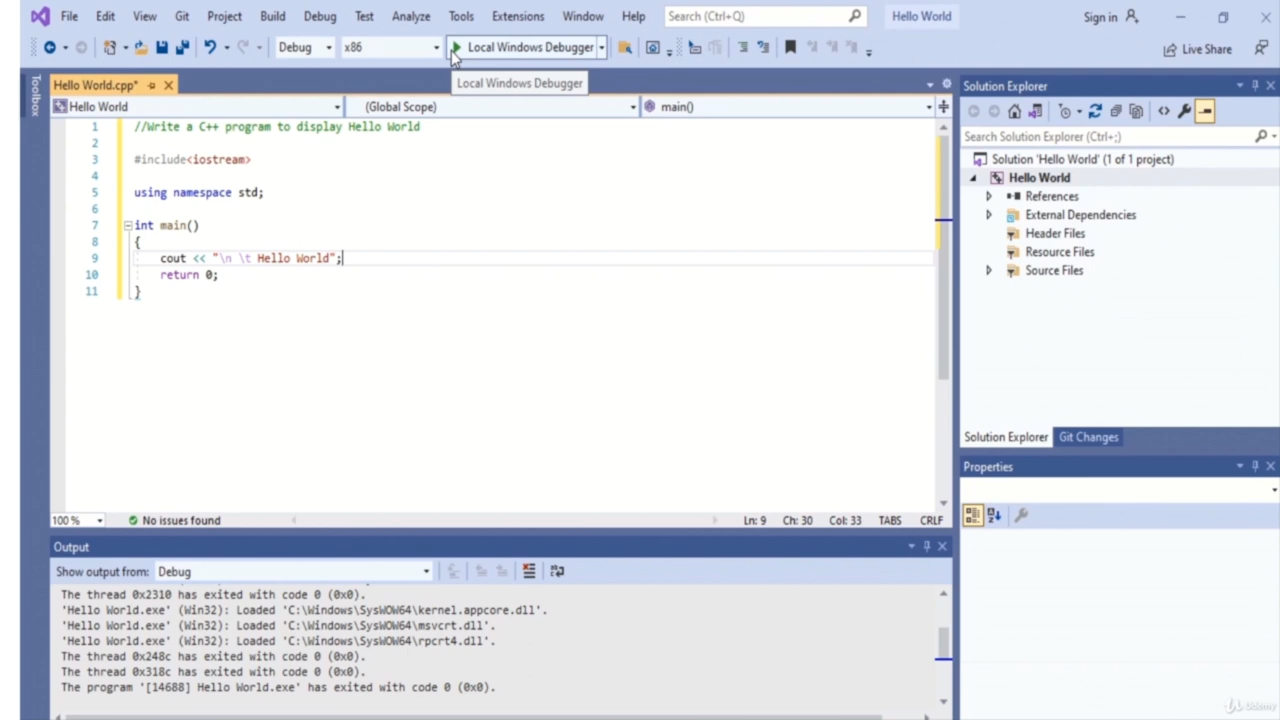 File Edit View Git Project Build Debug Test Analyze Tools Extensions Window Help Search (Ctrl+Q) Hello World Sign in
Debug x86 Local Windows Debugger Live Share
Local Windows Debugger
Toolbox
Hello World.cpp*
Hello World (Global Scope) main()
1 //Write a C++ program to display Hello World
2
3 #include<iostream>
4
5 using namespace std;
6
7 int main()
8 {
9 cout << "\n \t Hello World";
10 return 0;
11 }
100 % No issues found Ln: 9 Ch: 30 Col: 33 TABS CRLF
Output
Show output from: Debug
The thread 0x2310 has exited with code 0 (0x0).
'Hello World.exe' (Win32): Loaded 'C:\Windows\SysWOW64\kernel.appcore.dll'.
'Hello World.exe' (Win32): Loaded 'C:\Windows\SysWOW64\msvcrt.dll'.
'Hello World.exe' (Win32): Loaded 'C:\Windows\SysWOW64\rpcrt4.dll'.
The thread 0x248c has exited with code 0 (0x0).
The thread 0x318c has exited with code 0 (0x0).
The program '[14688] Hello World.exe' has exited with code 0 (0x0).
Solution Explorer
Search Solution Explorer (Ctrl+;)
Solution 'Hello World' (1 of 1 project)
Hello World
References
External Dependencies
Header Files
Resource Files
Source Files
Solution Explorer Git Changes
Properties
Udemy